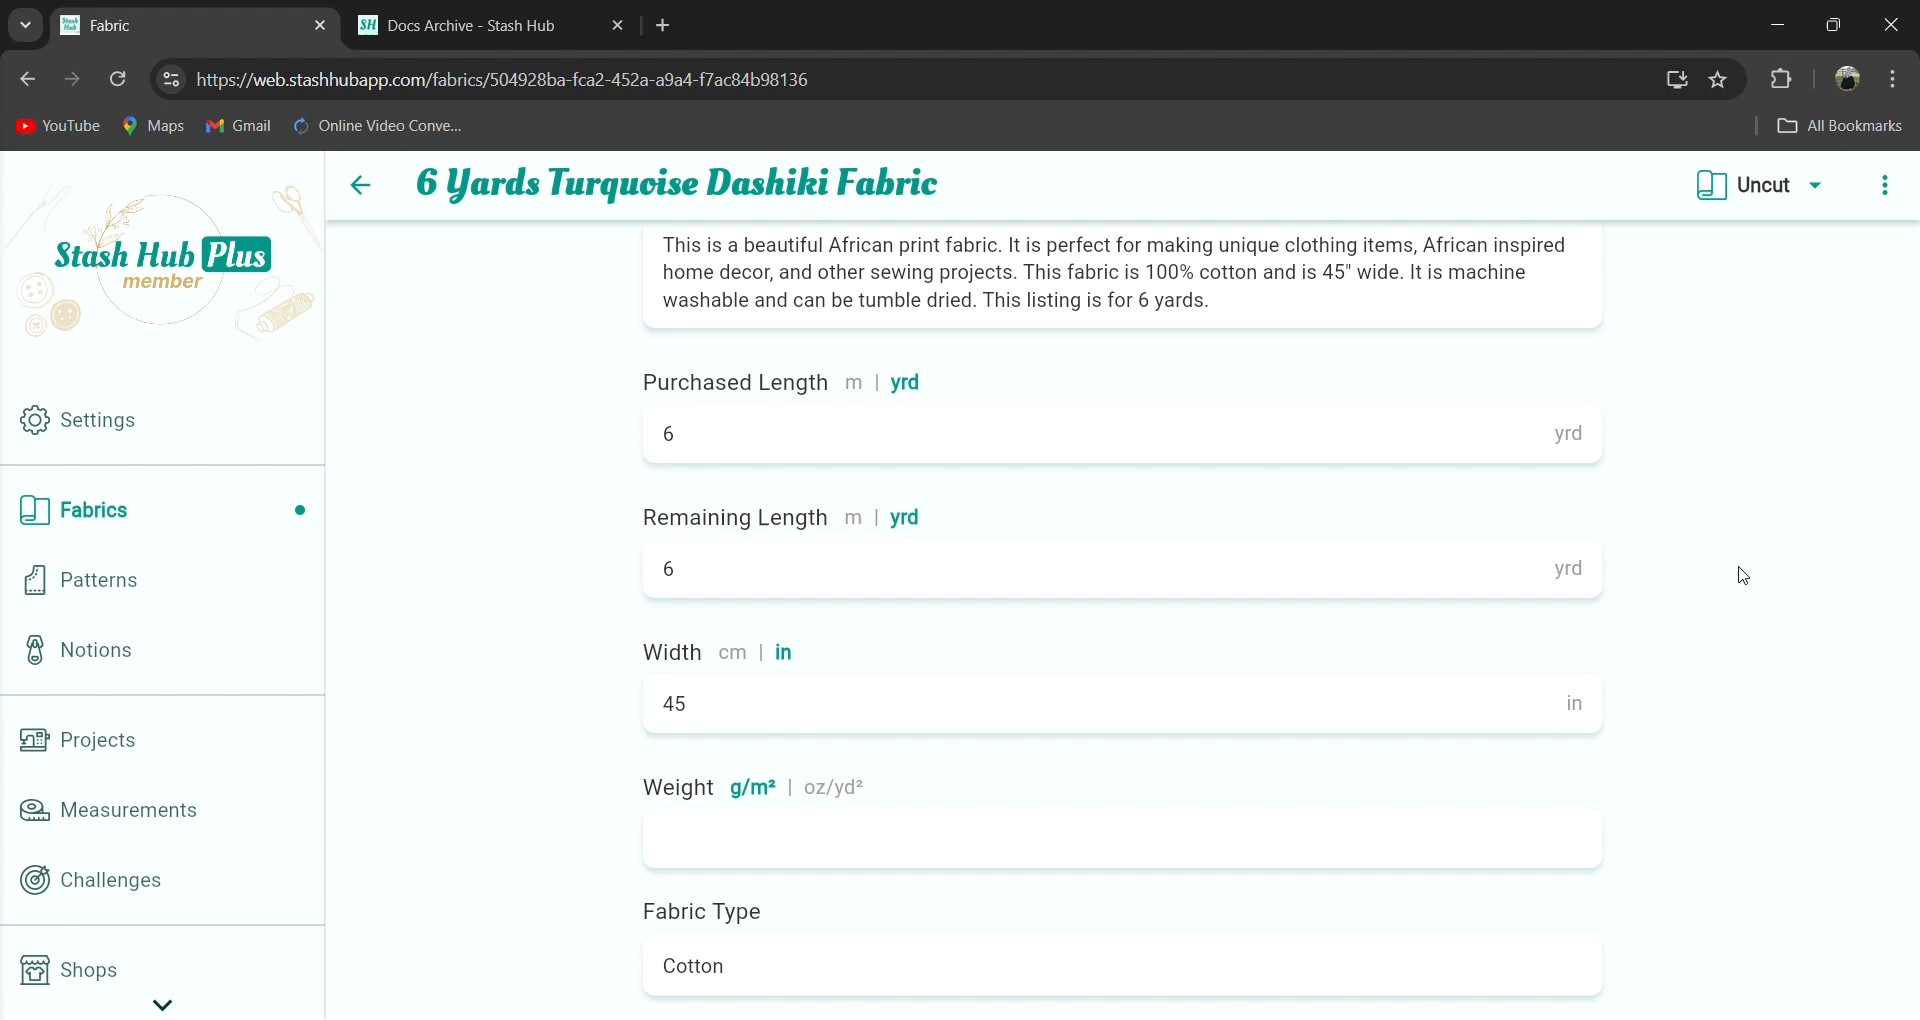 Fabric
SH Docs Archive - Stash Hub
https://web.stashhubapp.com/fabrics/504928ba-fca2-452a-a9a4-f7ac84b98136
YouTube Maps Gmail Online Video Conve... All Bookmarks
Stash Hub Plus
member
Settings
Fabrics
Patterns
Notions
Projects
Measurements
Challenges
Shops
6 Yards Turquoise Dashiki Fabric
Uncut
This is a beautiful African print fabric. It is perfect for making unique clothing items, African inspired
home decor, and other sewing projects. This fabric is 100% cotton and is 45" wide. It is machine
washable and can be tumble dried. This listing is for 6 yards.
Purchased Length m | yrd
6 yrd
Remaining Length m | yrd
6 yrd
Width cm | in
45 in
Weight g/m² | oz/yd²
Fabric Type
Cotton